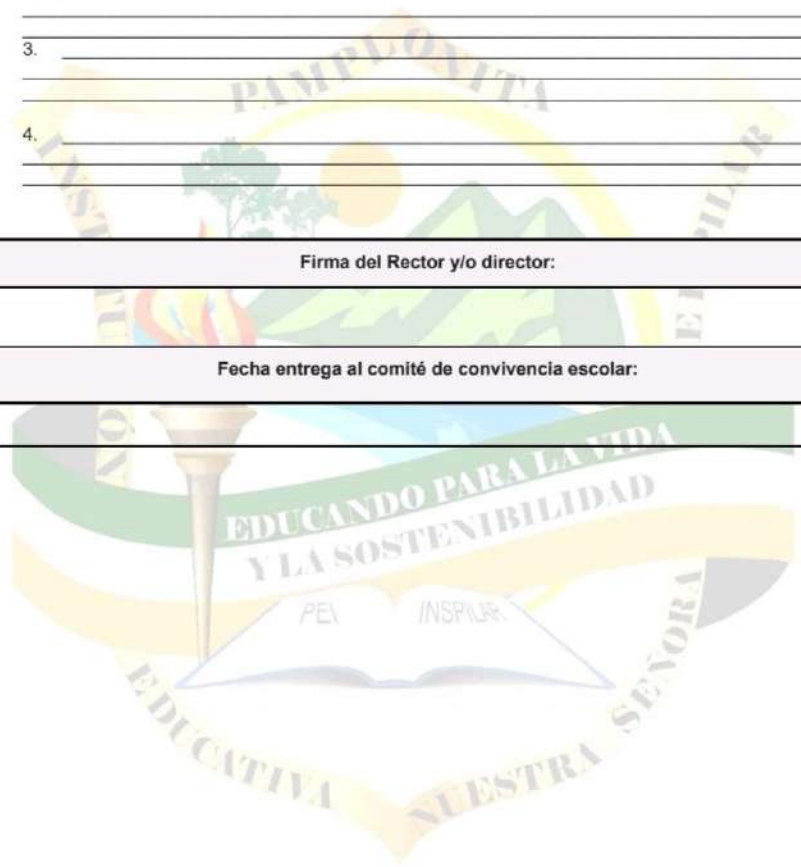 3.
PAMPLONITA
4.
Firma del Rector y/o director:
Fecha entrega al comité de convivencia escolar:
EDUCANDO PARA LA VIDA
Y LA SOSTENIBILIDAD
PEI INSPILAR
EDUCATIVA NUESTRA SEÑORA